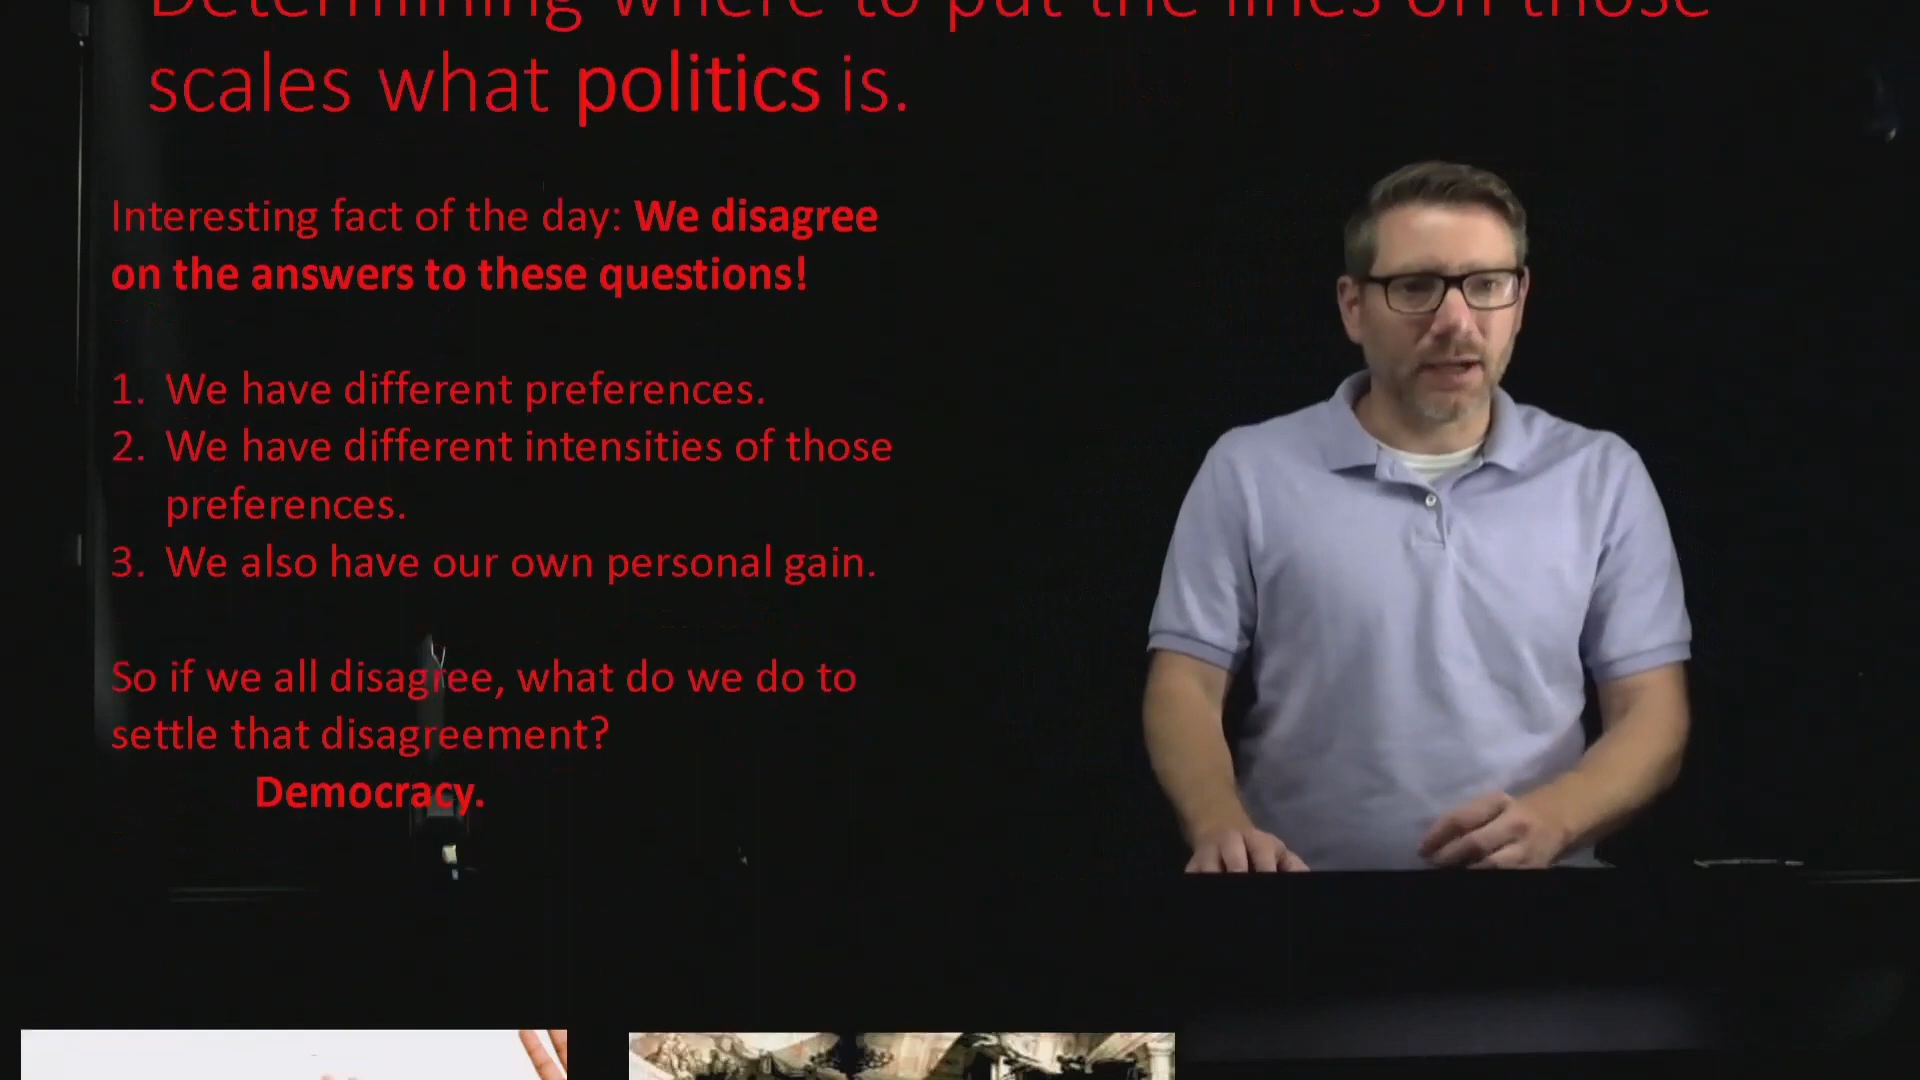 Determining where to put the lines on those
scales what politics is.
Interesting fact of the day: We disagree
on the answers to these questions!
1. We have different preferences.
2. We have different intensities of those
preferences.
3. We also have our own personal gain.
So if we all disagree, what do we do to
settle that disagreement?
Democracy.